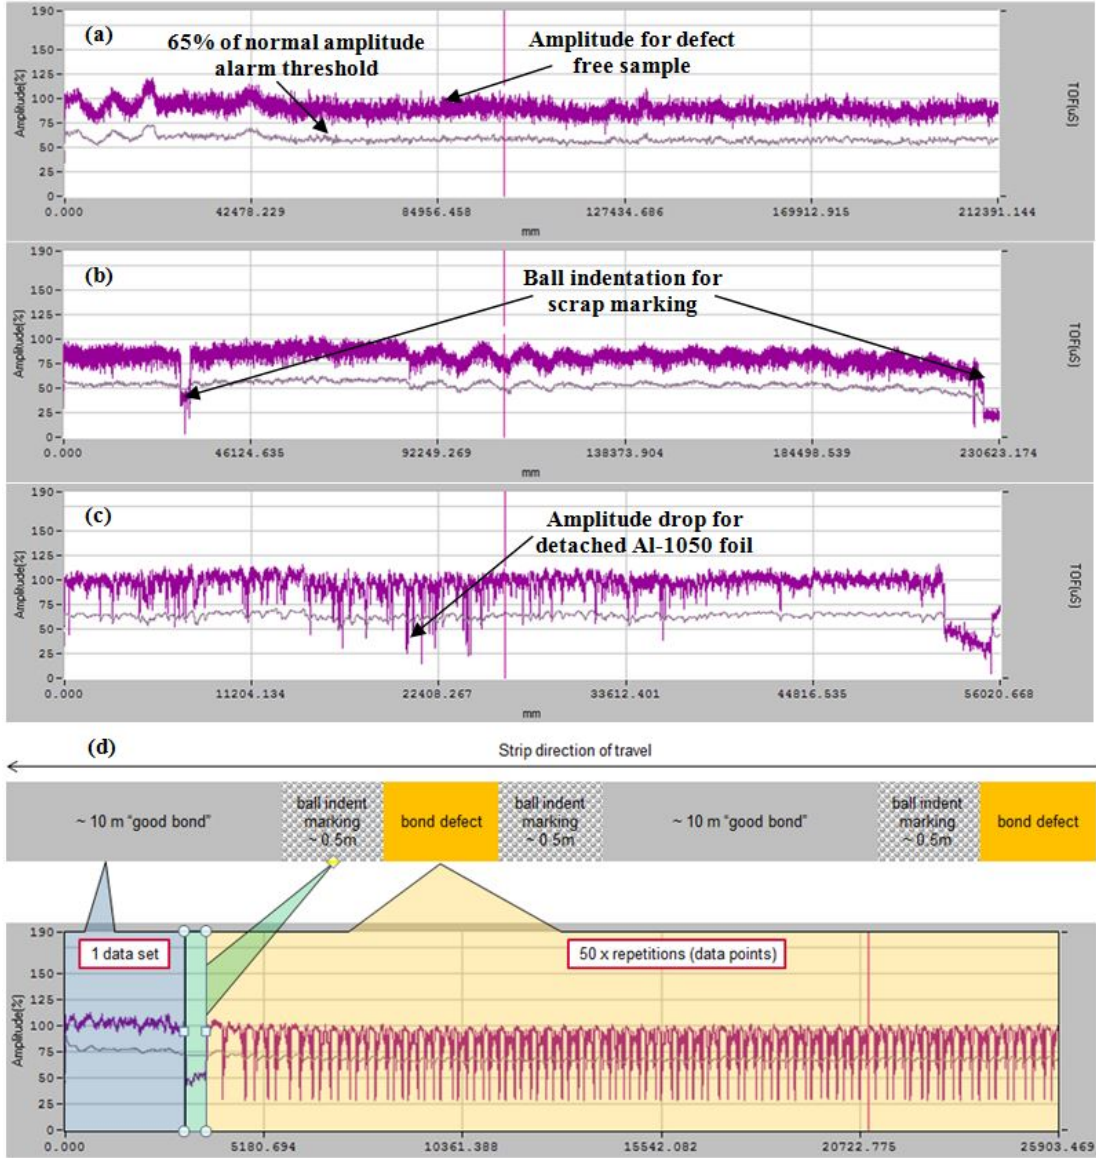 (a)
65% of normal amplitude
alarm threshold
Amplitude for defect
free sample
190
150
125
100
75
50
25
0
Amplitude[%]
TOF(uS)
0.000 42478.229 84956.458 127434.686 169912.915 212391.144
mm
(b)
Ball indentation for
scrap marking
190
150
125
100
75
50
25
0
Amplitude[%]
TOF(uS)
0.000 46124.635 92249.269 138373.904 184498.539 230623.174
mm
(c)
Amplitude drop for
detached Al-1050 foil
190
150
125
100
75
50
25
0
Amplitude[%]
TOF(uS)
0.000 11204.134 22408.267 33612.401 44816.535 56020.668
mm
(d)
Strip direction of travel
~ 10 m "good bond"
ball indent
marking
~ 0.5m
bond defect
ball indent
marking
~ 0.5m
~ 10 m "good bond"
ball indent
marking
~ 0.5m
bond defect
1 data set
50 x repetitions (data points)
190
150
125
100
75
50
25
0
Amplitude[%]
0.000 5180.694 10361.388 15542.082 20722.775 25903.469